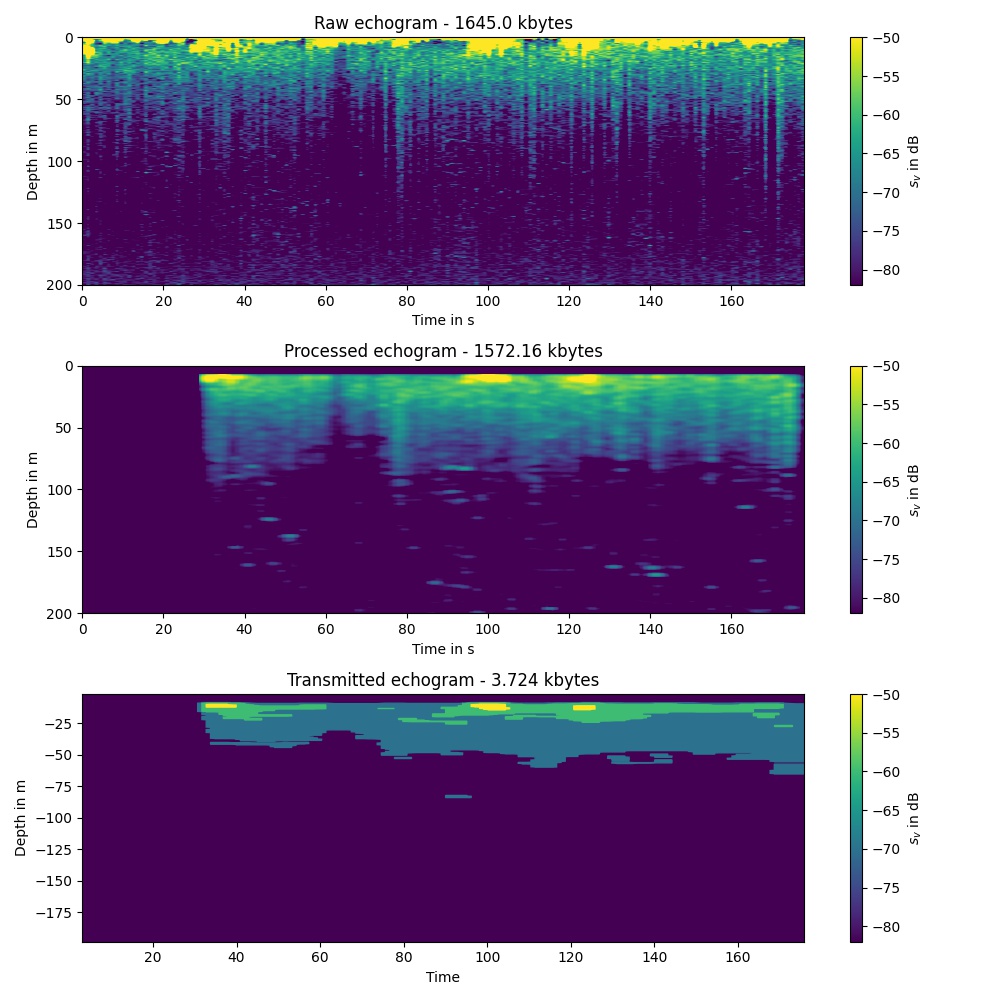 Raw echogram - 1645.0 kbytes
0
50
100
150
200
Depth in m
0 20 40 60 80 100 120 140 160
Time in s
−50
−55
−60
−65
−70
−75
−80
s_v in dB
Processed echogram - 1572.16 kbytes
0
50
100
150
200
Depth in m
0 20 40 60 80 100 120 140 160
Time in s
−50
−55
−60
−65
−70
−75
−80
s_v in dB
Transmitted echogram - 3.724 kbytes
−25
−50
−75
−100
−125
−150
−175
Depth in m
20 40 60 80 100 120 140 160
Time
−50
−55
−60
−65
−70
−75
−80
s_v in dB